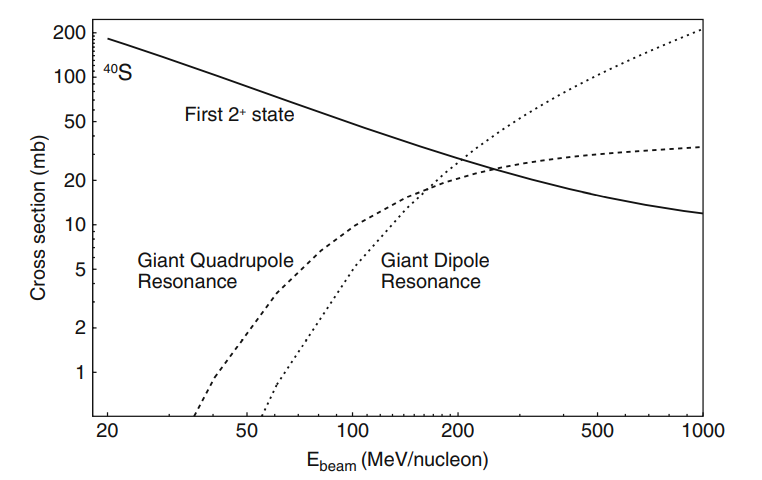 200
100
50
20
10
5
2
1
Cross section (mb)
⁴⁰S
First 2⁺ state
Giant Quadrupole
Resonance
Giant Dipole
Resonance
20 50 100 200 500 1000
E_beam (MeV/nucleon)